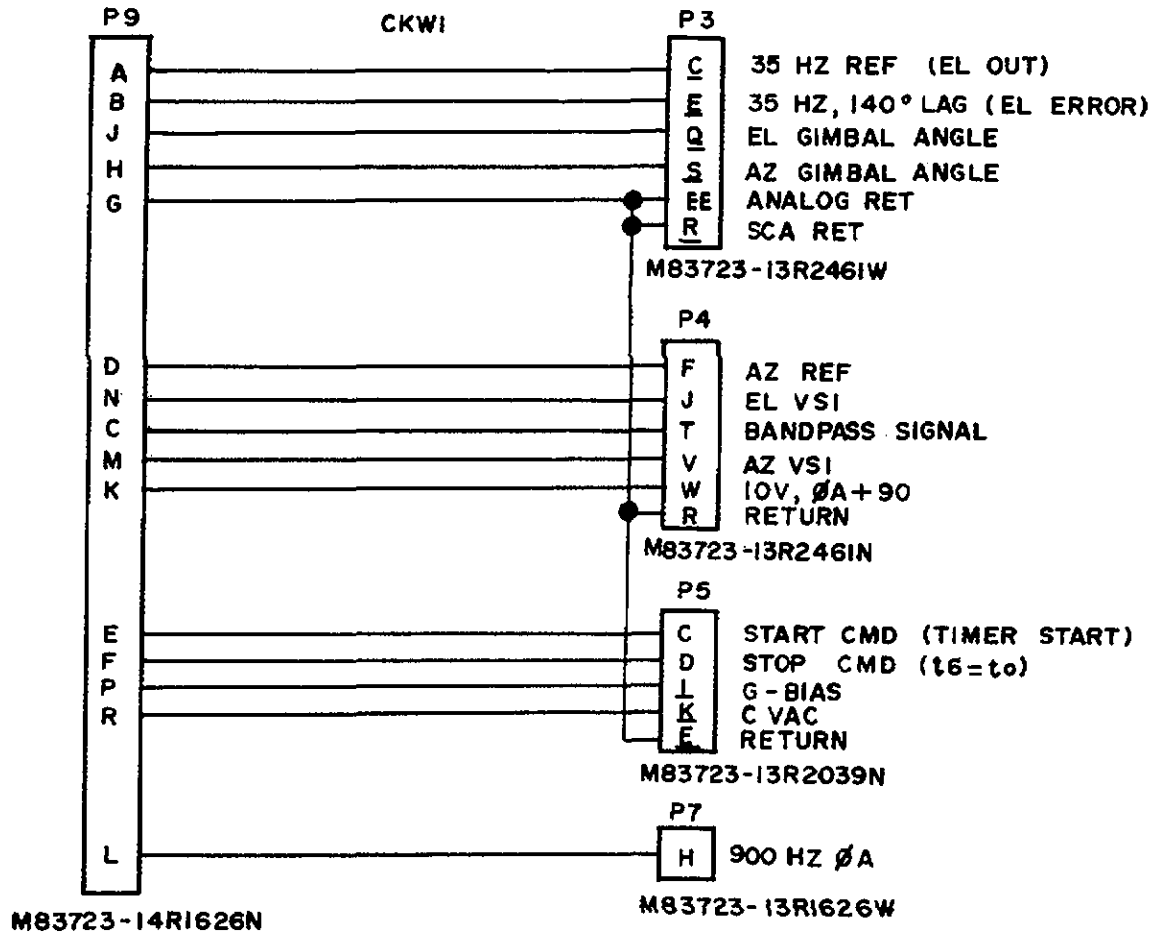 P9 CKW1 P3
A C 35 HZ REF (EL OUT)
B E 35 HZ, 140° LAG (EL ERROR)
J Q EL GIMBAL ANGLE
H S AZ GIMBAL ANGLE
G EE ANALOG RET
R SCA RET
M83723-13R2461W
P4
D F AZ REF
N J EL VSI
C T BANDPASS SIGNAL
M V AZ VSI
K W 10V, ØA+90
R RETURN
M83723-13R2461N
P5
E C START CMD (TIMER START)
F D STOP CMD (t6=to)
P I G-BIAS
R K C VAC
E RETURN
M83723-13R2039N
P7
L H 900 HZ ØA
M83723-13R1626W
M83723-14R1626N